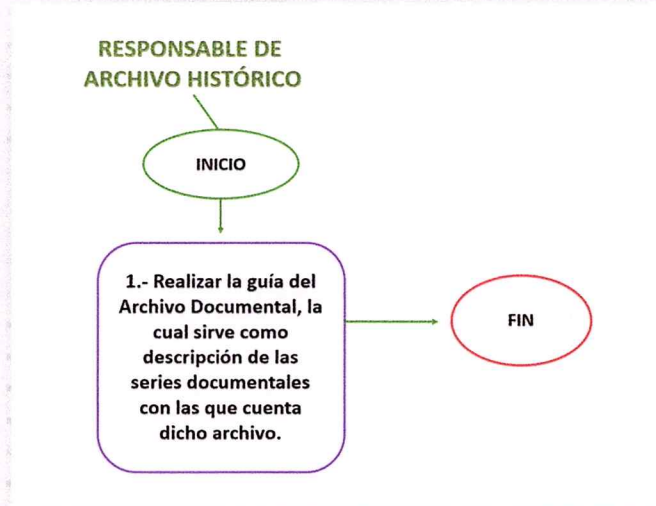 RESPONSABLE DE
ARCHIVO HISTÓRICO
INICIO
1.- Realizar la guía del
Archivo Documental, la
cual sirve como
descripción de las
series documentales
con las que cuenta
dicho archivo.
FIN